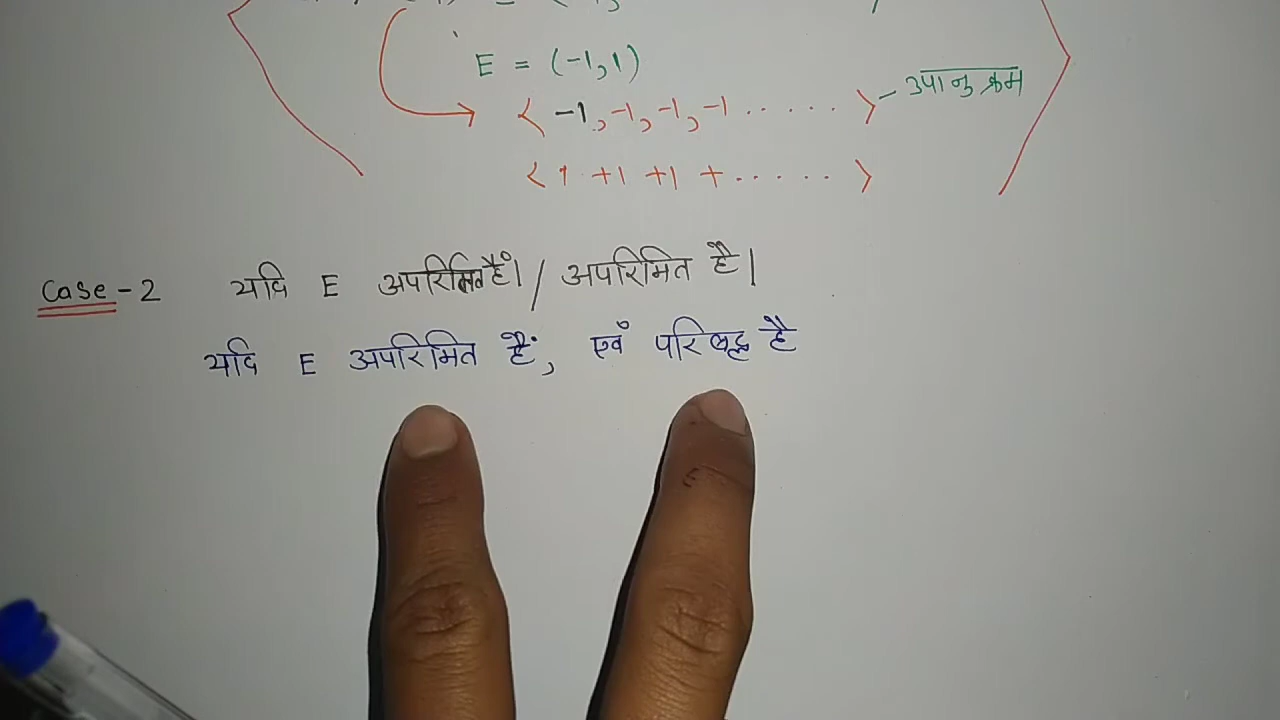 E = (-1,1)
< -1, -1, -1, -1 ...... > - उपानुक्रम
< 1 +1 +1 + ...... >
Case-2 यदि E अपरिमित हैं। / अपरिमित है।
यदि E अपरिमित हैं, एवं परिबद्ध है